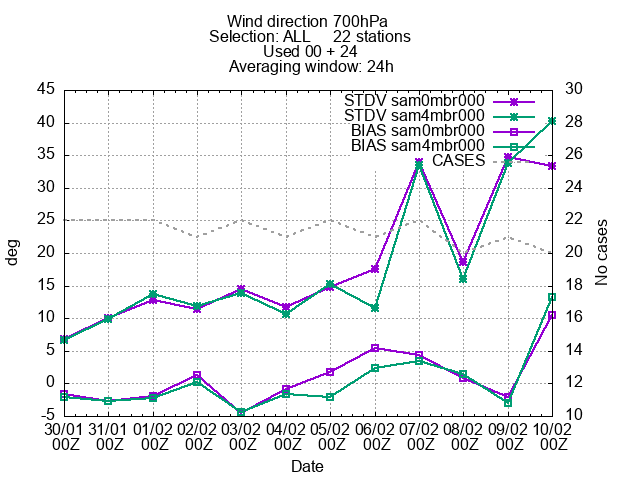 Wind direction 700hPa
Selection: ALL 22 stations
Used 00 + 24
Averaging window: 24h
45 30
40 28
35 26
30 24
25 22
20 20
15 18
10 16
5 14
0 12
-5 10
STDV sam0mbr000
STDV sam4mbr000
BIAS sam0mbr000
BIAS sam4mbr000
CASES
deg
No cases
30/01 31/01 01/02 02/02 03/02 04/02 05/02 06/02 07/02 08/02 09/02 10/02
00Z 00Z 00Z 00Z 00Z 00Z 00Z 00Z 00Z 00Z 00Z 00Z
Date